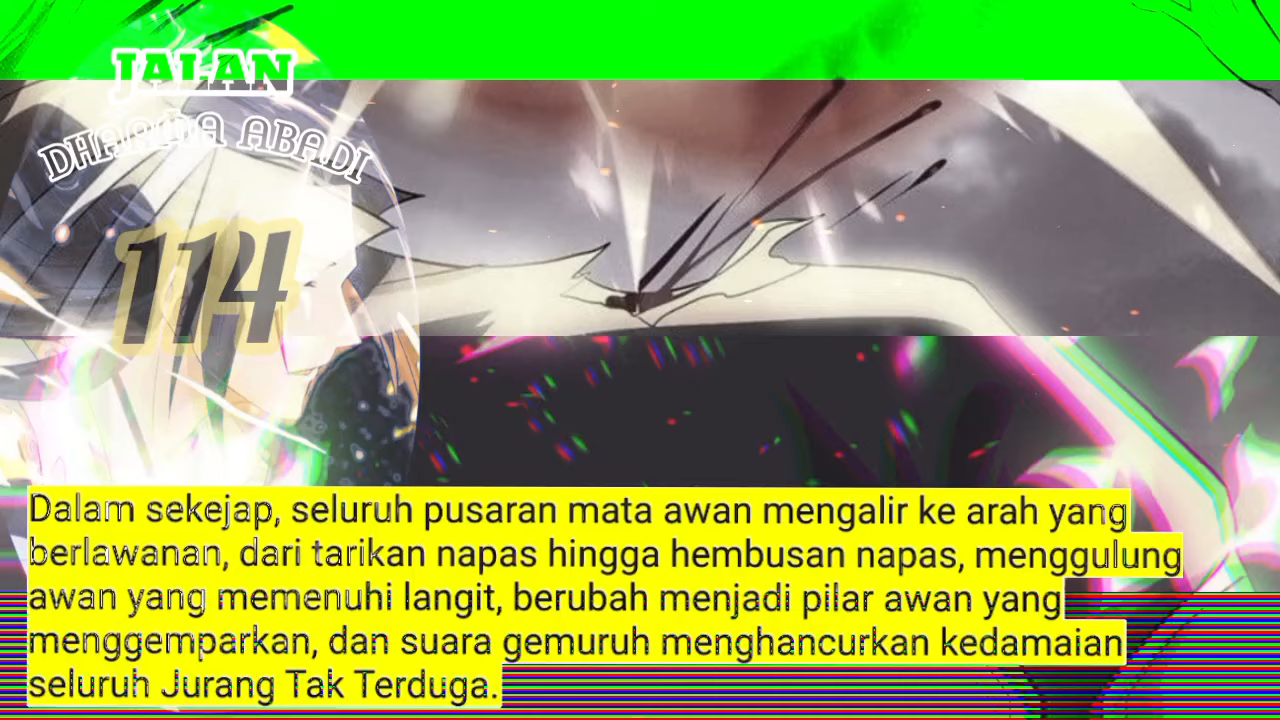 JALAN
DHARMA ABADI
114
Dalam sekejap, seluruh pusaran mata awan mengalir ke arah yang
berlawanan, dari tarikan napas hingga hembusan napas, menggulung
awan yang memenuhi langit, berubah menjadi pilar awan yang
menggemparkan, dan suara gemuruh menghancurkan kedamaian
seluruh Jurang Tak Terduga.